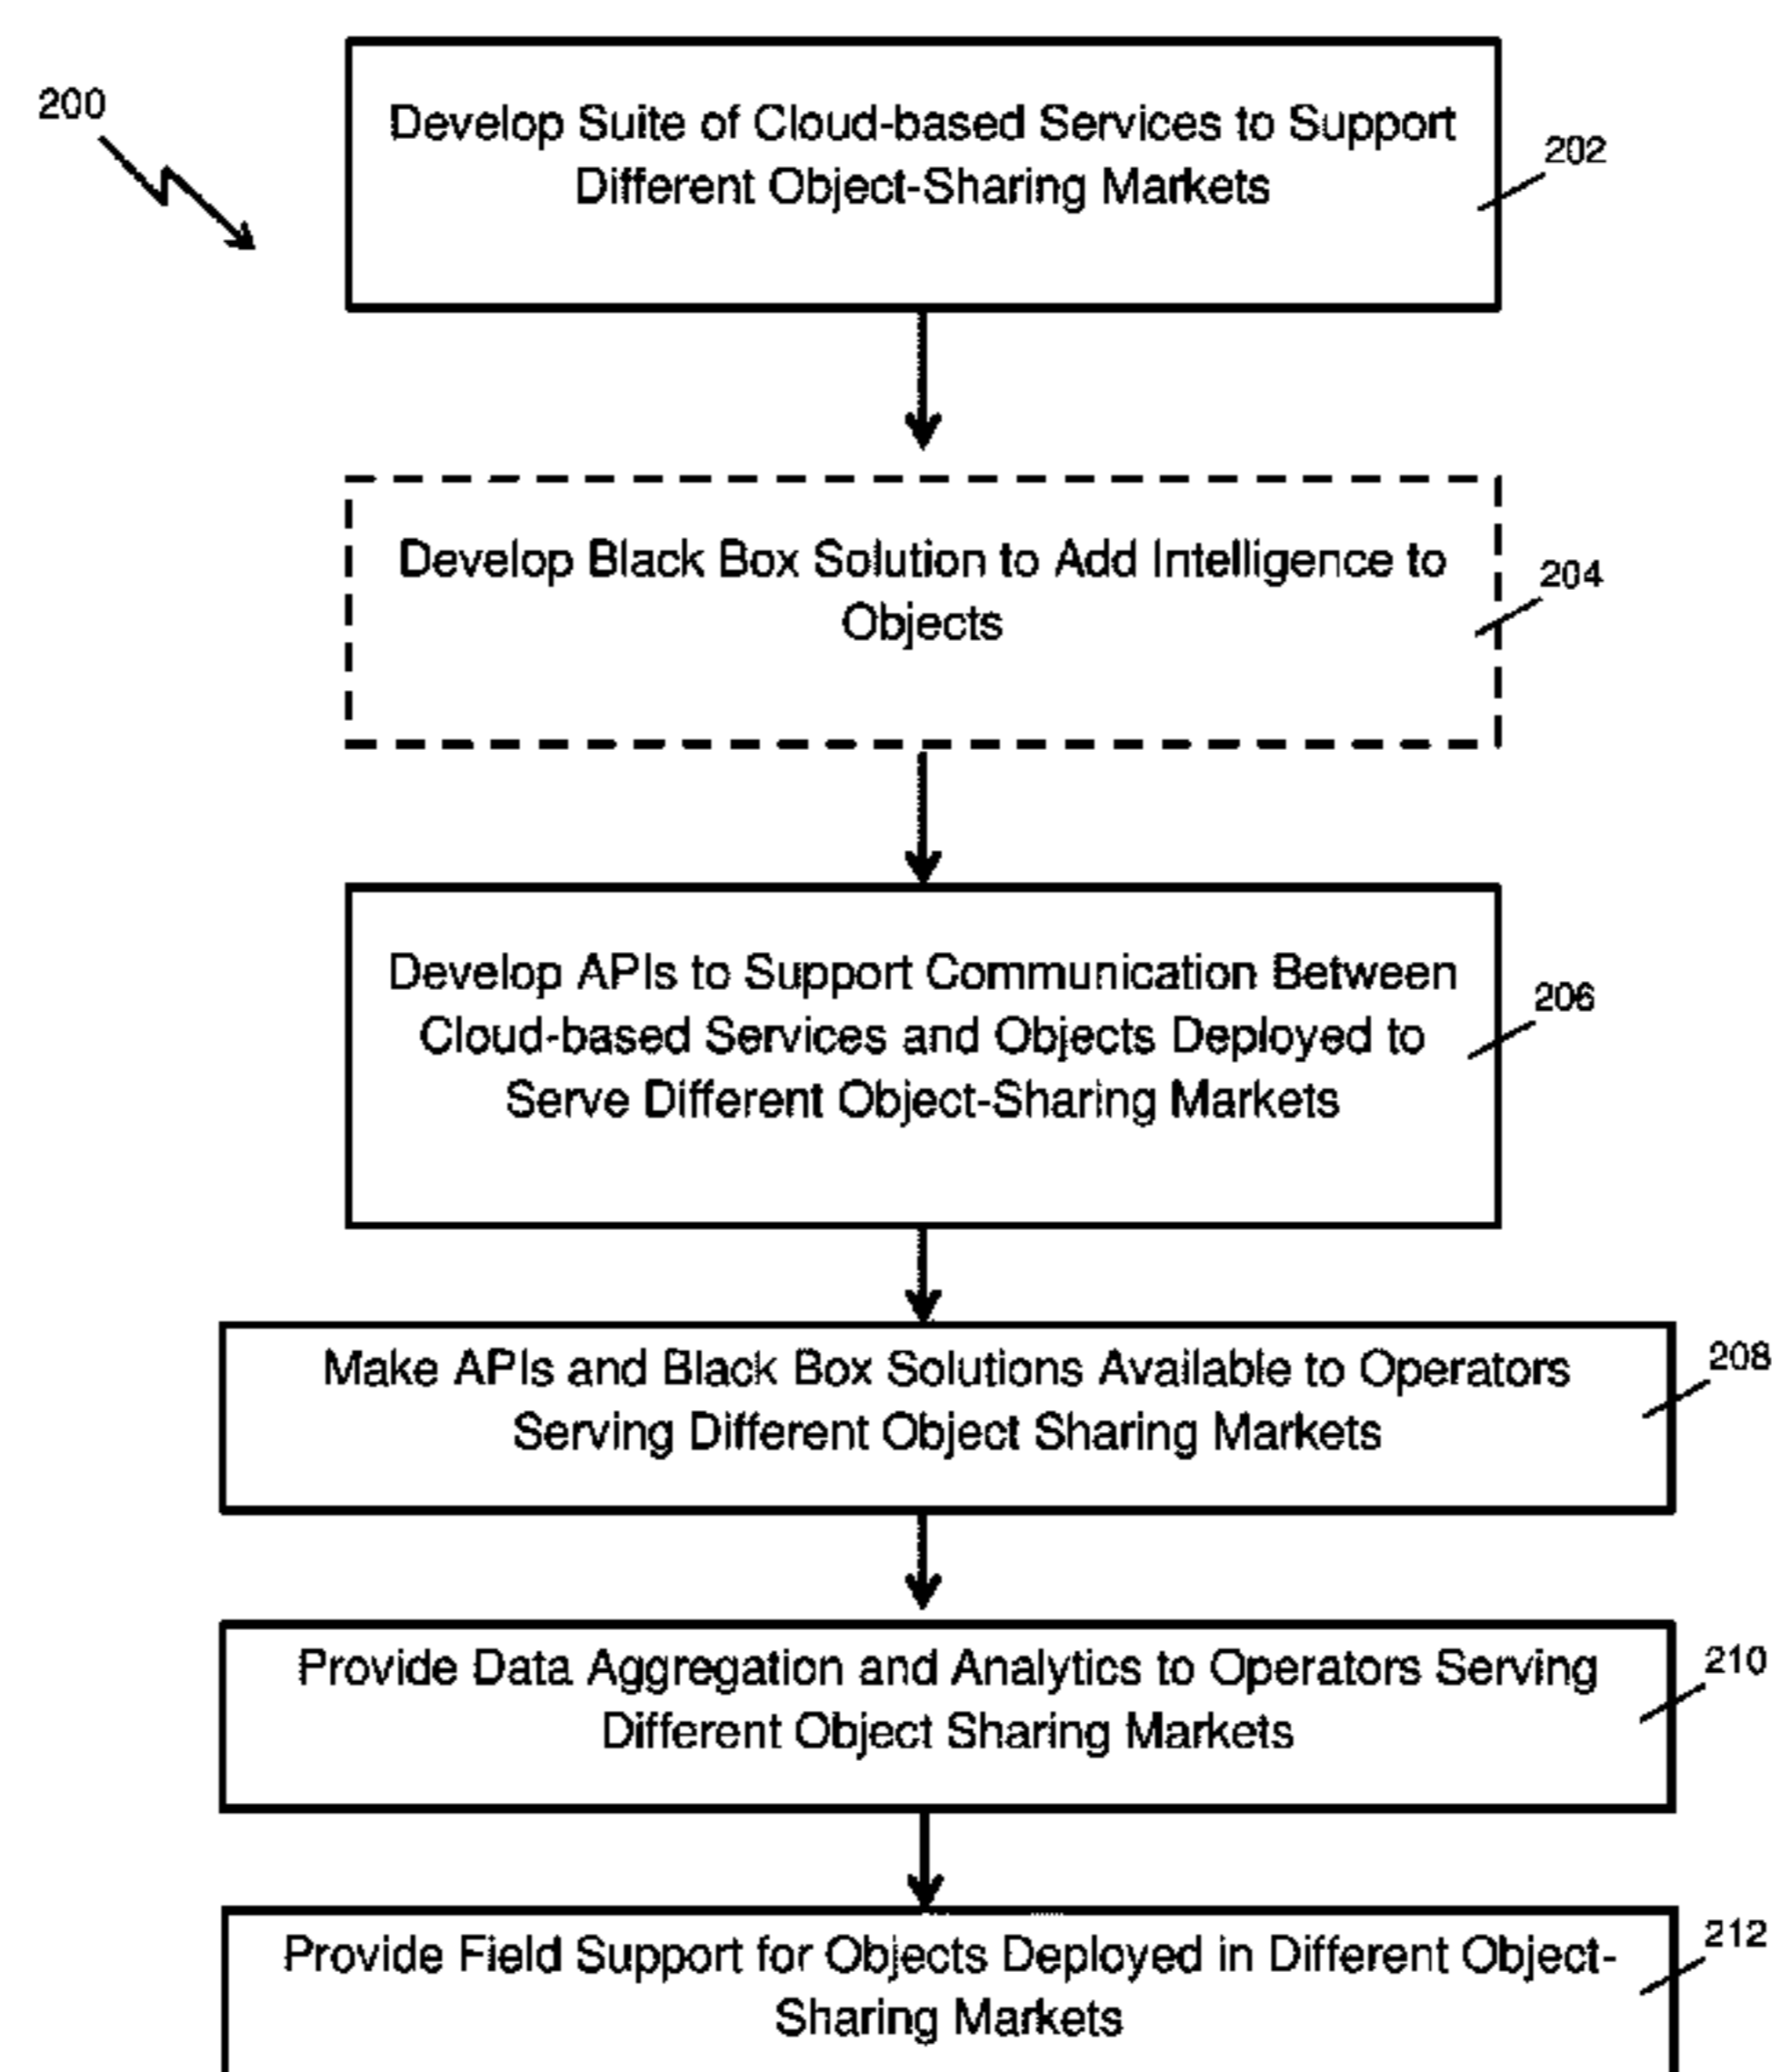 200
Develop Suite of Cloud-based Services to Support
Different Object-Sharing Markets
202
Develop Black Box Solution to Add Intelligence to
Objects
204
Develop APIs to Support Communication Between
Cloud-based Services and Objects Deployed to
Serve Different Object-Sharing Markets
206
Make APIs and Black Box Solutions Available to Operators
Serving Different Object Sharing Markets
208
Provide Data Aggregation and Analytics to Operators Serving
Different Object Sharing Markets
210
Provide Field Support for Objects Deployed in Different Object-
Sharing Markets
212